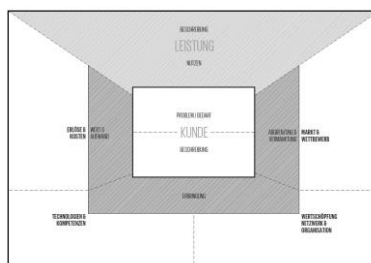 BESCHREIBUNG
LEISTUNG
NUTZEN
PROBLEM / BEDARF
KUNDE
BESCHREIBUNG
ERLÖSE &
KOSTEN
WERT &
AUFWAND
ABGRENZUNG &
VERMARKTUNG
MARKT &
WETTBEWERB
ERBRINGUNG
TECHNOLOGIEN &
KOMPETENZEN
WERTSCHÖPFUNG
NETZWERK &
ORGANISATION